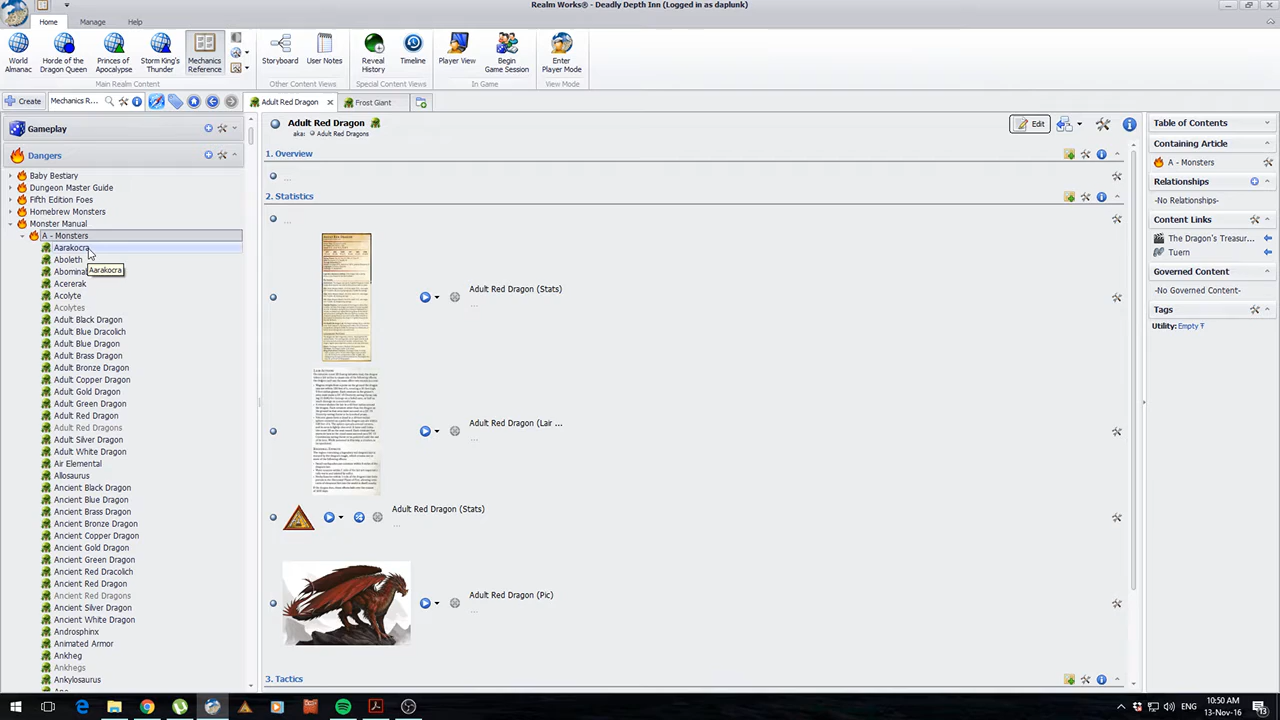 Realm Works® - Deadly Depth Inn (Logged in as daplunk)
Home Manage Help
World Almanac
Horde of the Dragon Queen
Princes of Apocalypse
Storm King's Thunder
Mechanics Reference
Storyboard
User Notes
Reveal History
Timeline
Player View
Begin Game Session
Enter Player Mode
Main Realm Content
Other Content Views
Special Content Views
In Game
View Mode
Create
Mechanics R...
Adult Red Dragon
Frost Giant
Gameplay
Dangers
Baby Bestiary
Dungeon Master Guide
Fifth Edition Foes
Homebrew Monsters
Monster Manual
A - Monsters
Aarakocra
Acererak
Acolyte
Acolytes
Adult Black Dragon
Adult Blue Dracolich
Adult Blue Dragon
Adult Brass Dragon
Adult Bronze Dragon
Adult Copper Dragon
Adult Gold Dragon
Adult Green Dragon
Adult Red Dragon
Adult White Dragon
Air Elemental
Allosaurus
Ancient Black Dragon
Ancient Blue Dragon
Ancient Brass Dragon
Ancient Bronze Dragon
Ancient Copper Dragon
Ancient Gold Dragon
Ancient Green Dragon
Ancient Red Dracolich
Ancient Red Dragon
Ancient Red Dragons
Ancient Silver Dragon
Ancient White Dragon
Androsphinx
Animated Armor
Ankheg
Ankhegs
Ankylosaurus
Adult Red Dragon
aka: Adult Red Dragons
Edit
1. Overview
...
2. Statistics
...
Adult Red Dragon (Stats)
...
Adult Red Dragon (Lair ...
...
Adult Red Dragon (Stats)
...
Adult Red Dragon (Pic)
...
3. Tactics
Table of Contents
Containing Article
A - Monsters
Relationships
-No Relationships-
Content Links
The Dragon's Treasur...
Governed Content
-No Governed Content-
Tags
Utility: Empty
10:50 AM
13-Nov-16